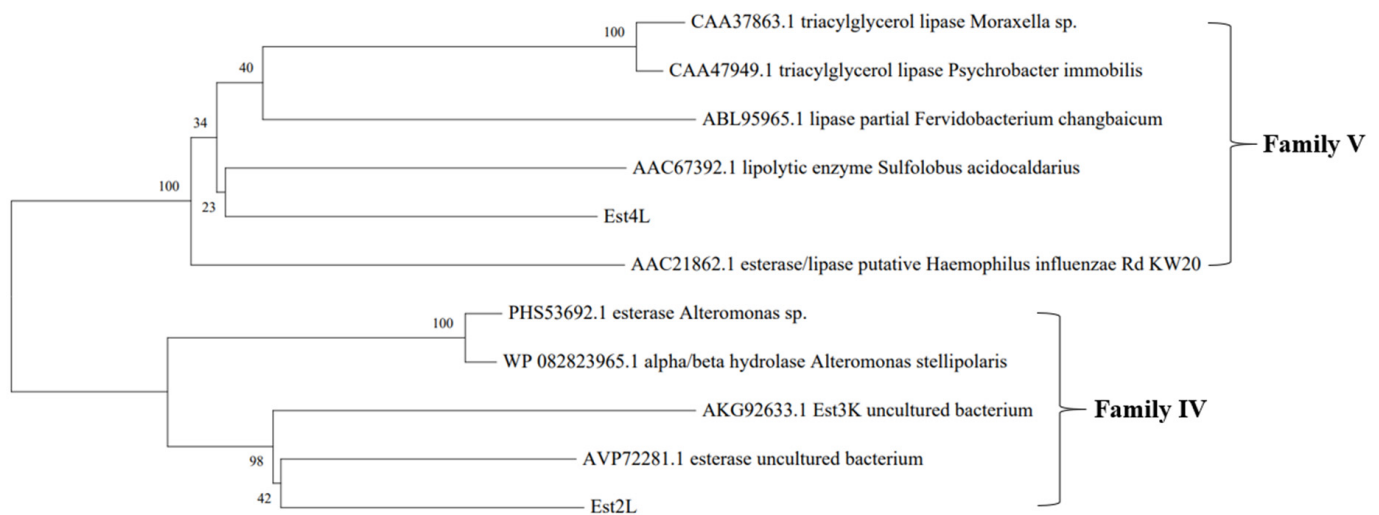 CAA37863.1 triacylglycerol lipase Moraxella sp.
100
CAA47949.1 triacylglycerol lipase Psychrobacter immobilis
40
ABL95965.1 lipase partial Fervidobacterium changbaicum
34
Family V
AAC67392.1 lipolytic enzyme Sulfolobus acidocaldarius
100
23
Est4L
AAC21862.1 esterase/lipase putative Haemophilus influenzae Rd KW20
PHS53692.1 esterase Alteromonas sp.
100
WP 082823965.1 alpha/beta hydrolase Alteromonas stellipolaris
AKG92633.1 Est3K uncultured bacterium
Family IV
98
AVP72281.1 esterase uncultured bacterium
42
Est2L